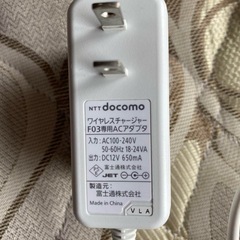 NTT docomo
ワイヤレスチャージャー
F03専用ACアダプタ
入力:AC100-240V
50-60Hz 18-24VA
出力:DC12V 650mA
富士通株式会社
JET
製造元:
富士通株式会社
Made in China
V L A